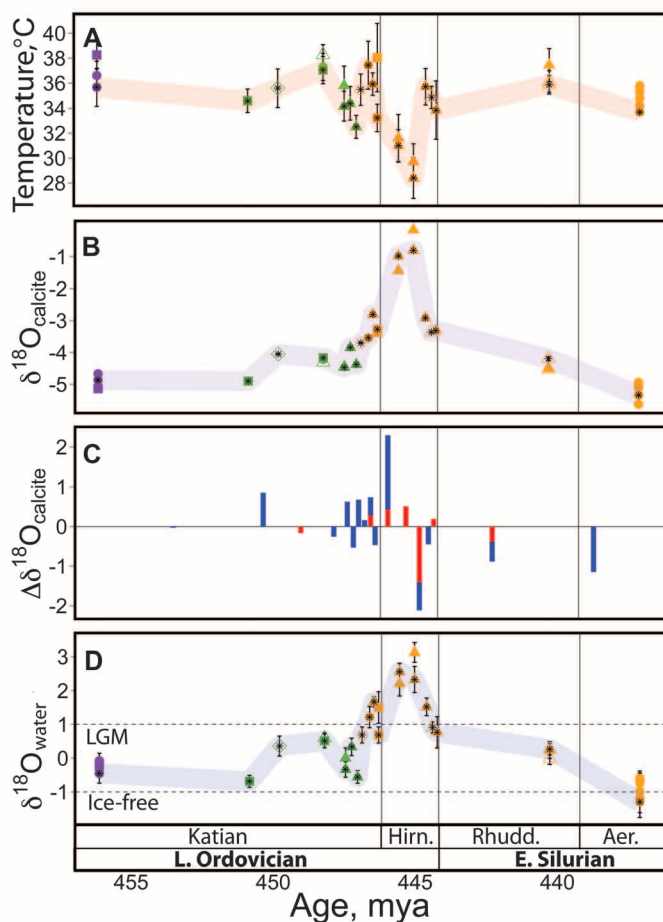 A
Temperature,°C
40
38
36
34
32
30
28
B
δ18Ocalcite
-1
-2
-3
-4
-5
C
Δδ18Ocalcite
2
1
0
-1
-2
D
δ18Owater
3
2
1
0
-1
LGM
Ice-free
Katian Hirn. Rhudd. Aer.
L. Ordovician E. Silurian
455 450 445 440
Age, mya